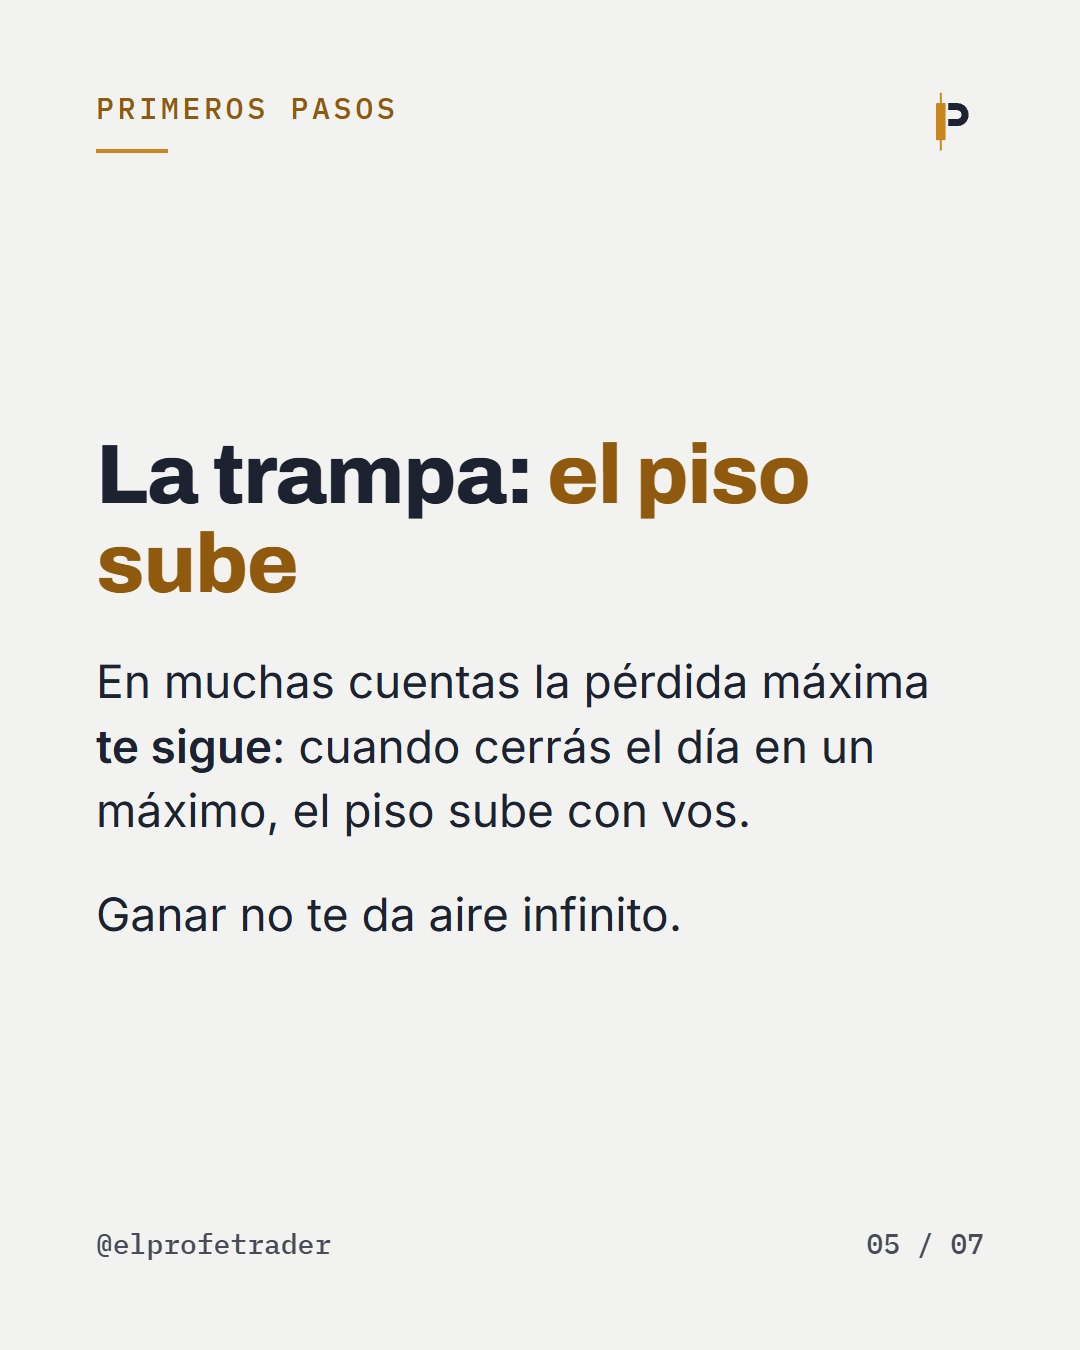 PRIMEROS PASOS
La trampa: el piso
sube
En muchas cuentas la pérdida máxima
te sigue: cuando cerrás el día en un
máximo, el piso sube con vos.
Ganar no te da aire infinito.
@elprofetrader
05 / 07